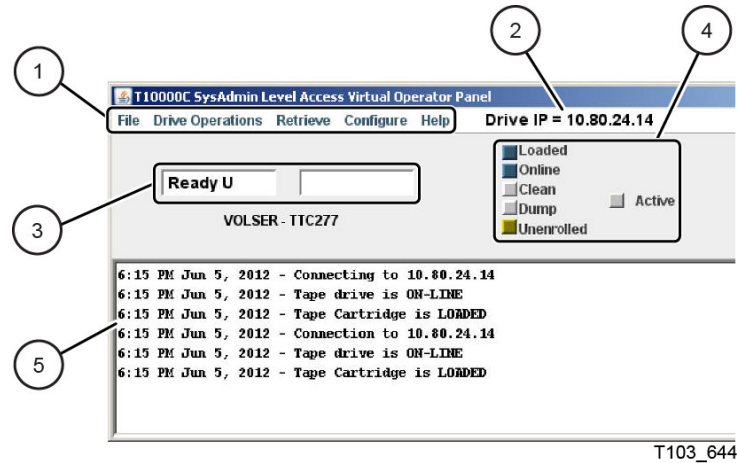 2
4
1
T10000C SysAdmin Level Access Virtual Operator Panel
File Drive Operations Retrieve Configure Help Drive IP = 10.80.24.14
Loaded
Online
Clean
Dump
Unenrolled
Active
Ready U
3
VOLSER - TTC277
6:15 PM Jun 5, 2012 - Connecting to 10.80.24.14
6:15 PM Jun 5, 2012 - Tape drive is ON-LINE
6:15 PM Jun 5, 2012 - Tape Cartridge is LOADED
6:15 PM Jun 5, 2012 - Connection to 10.80.24.14
6:15 PM Jun 5, 2012 - Tape drive is ON-LINE
6:15 PM Jun 5, 2012 - Tape Cartridge is LOADED
5
T103_644